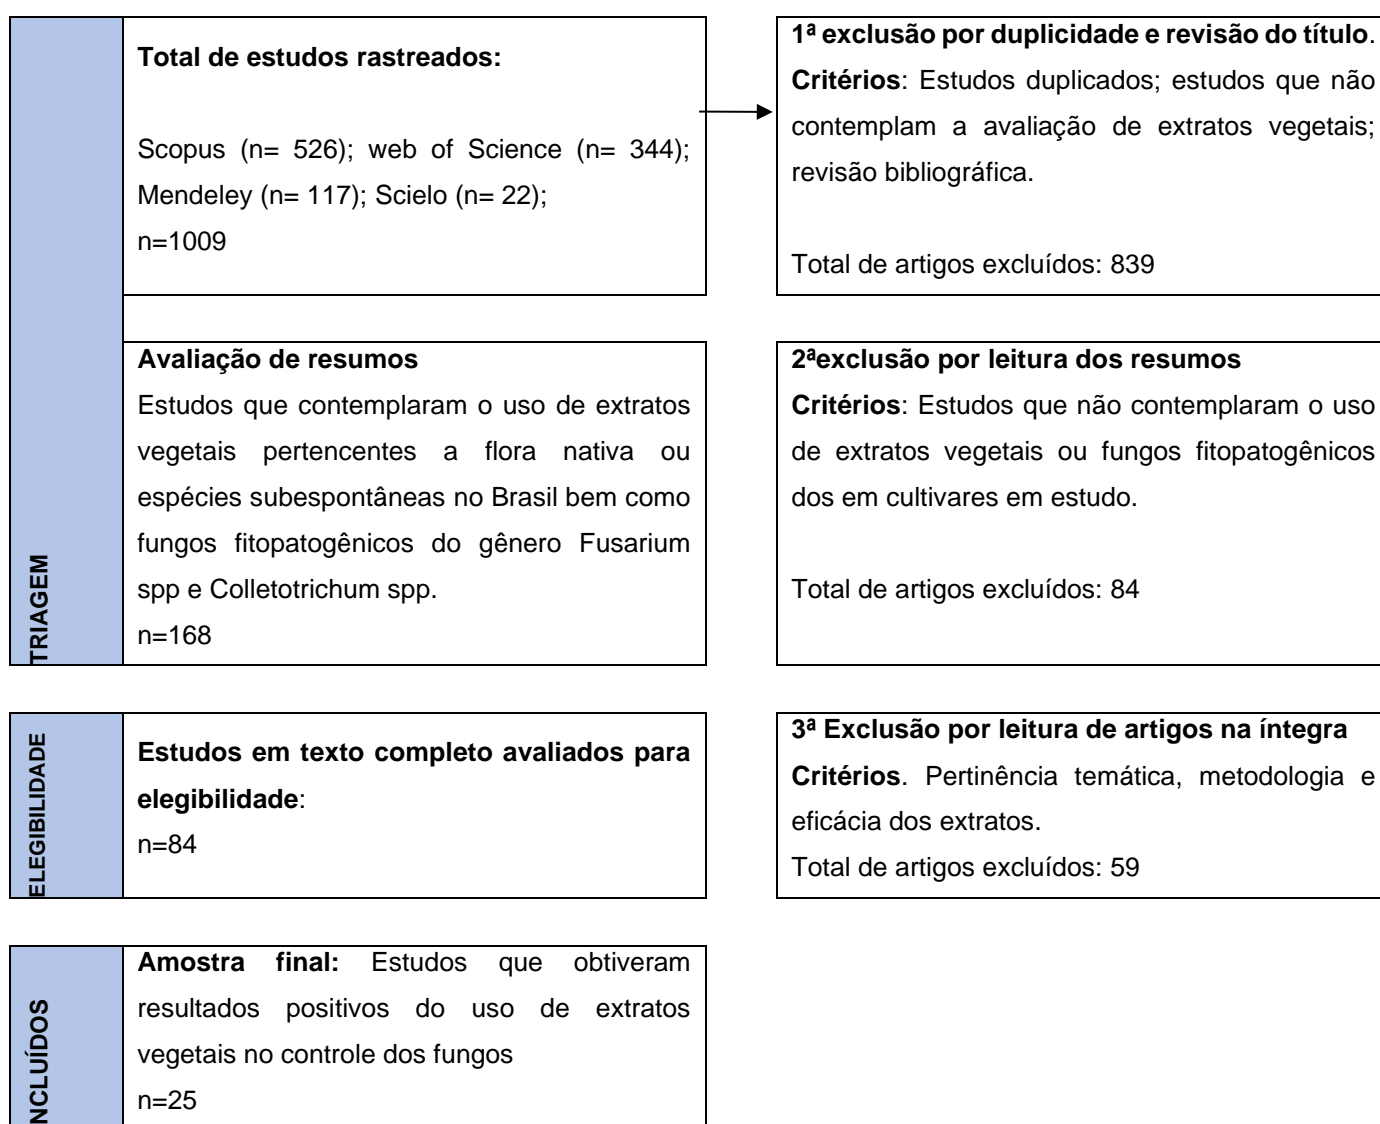 Total de estudos rastreados:
Scopus (n= 526); web of Science (n= 344);
Mendeley (n= 117); Scielo (n= 22);
n=1009
1ª exclusão por duplicidade e revisão do título.
Critérios: Estudos duplicados; estudos que não
contemplam a avaliação de extratos vegetais;
revisão bibliográfica.
Total de artigos excluídos: 839
TRIAGEM
Avaliação de resumos
Estudos que contemplaram o uso de extratos
vegetais pertencentes a flora nativa ou
espécies subespontâneas no Brasil bem como
fungos fitopatogênicos do gênero Fusarium
spp e Colletotrichum spp.
n=168
2ªexclusão por leitura dos resumos
Critérios: Estudos que não contemplaram o uso
de extratos vegetais ou fungos fitopatogênicos
dos em cultivares em estudo.
Total de artigos excluídos: 84
ELEGIBILIDADE
Estudos em texto completo avaliados para
elegibilidade:
n=84
3ª Exclusão por leitura de artigos na íntegra
Critérios. Pertinência temática, metodologia e
eficácia dos extratos.
Total de artigos excluídos: 59
NCLUÍDOS
Amostra final: Estudos que obtiveram
resultados positivos do uso de extratos
vegetais no controle dos fungos
n=25